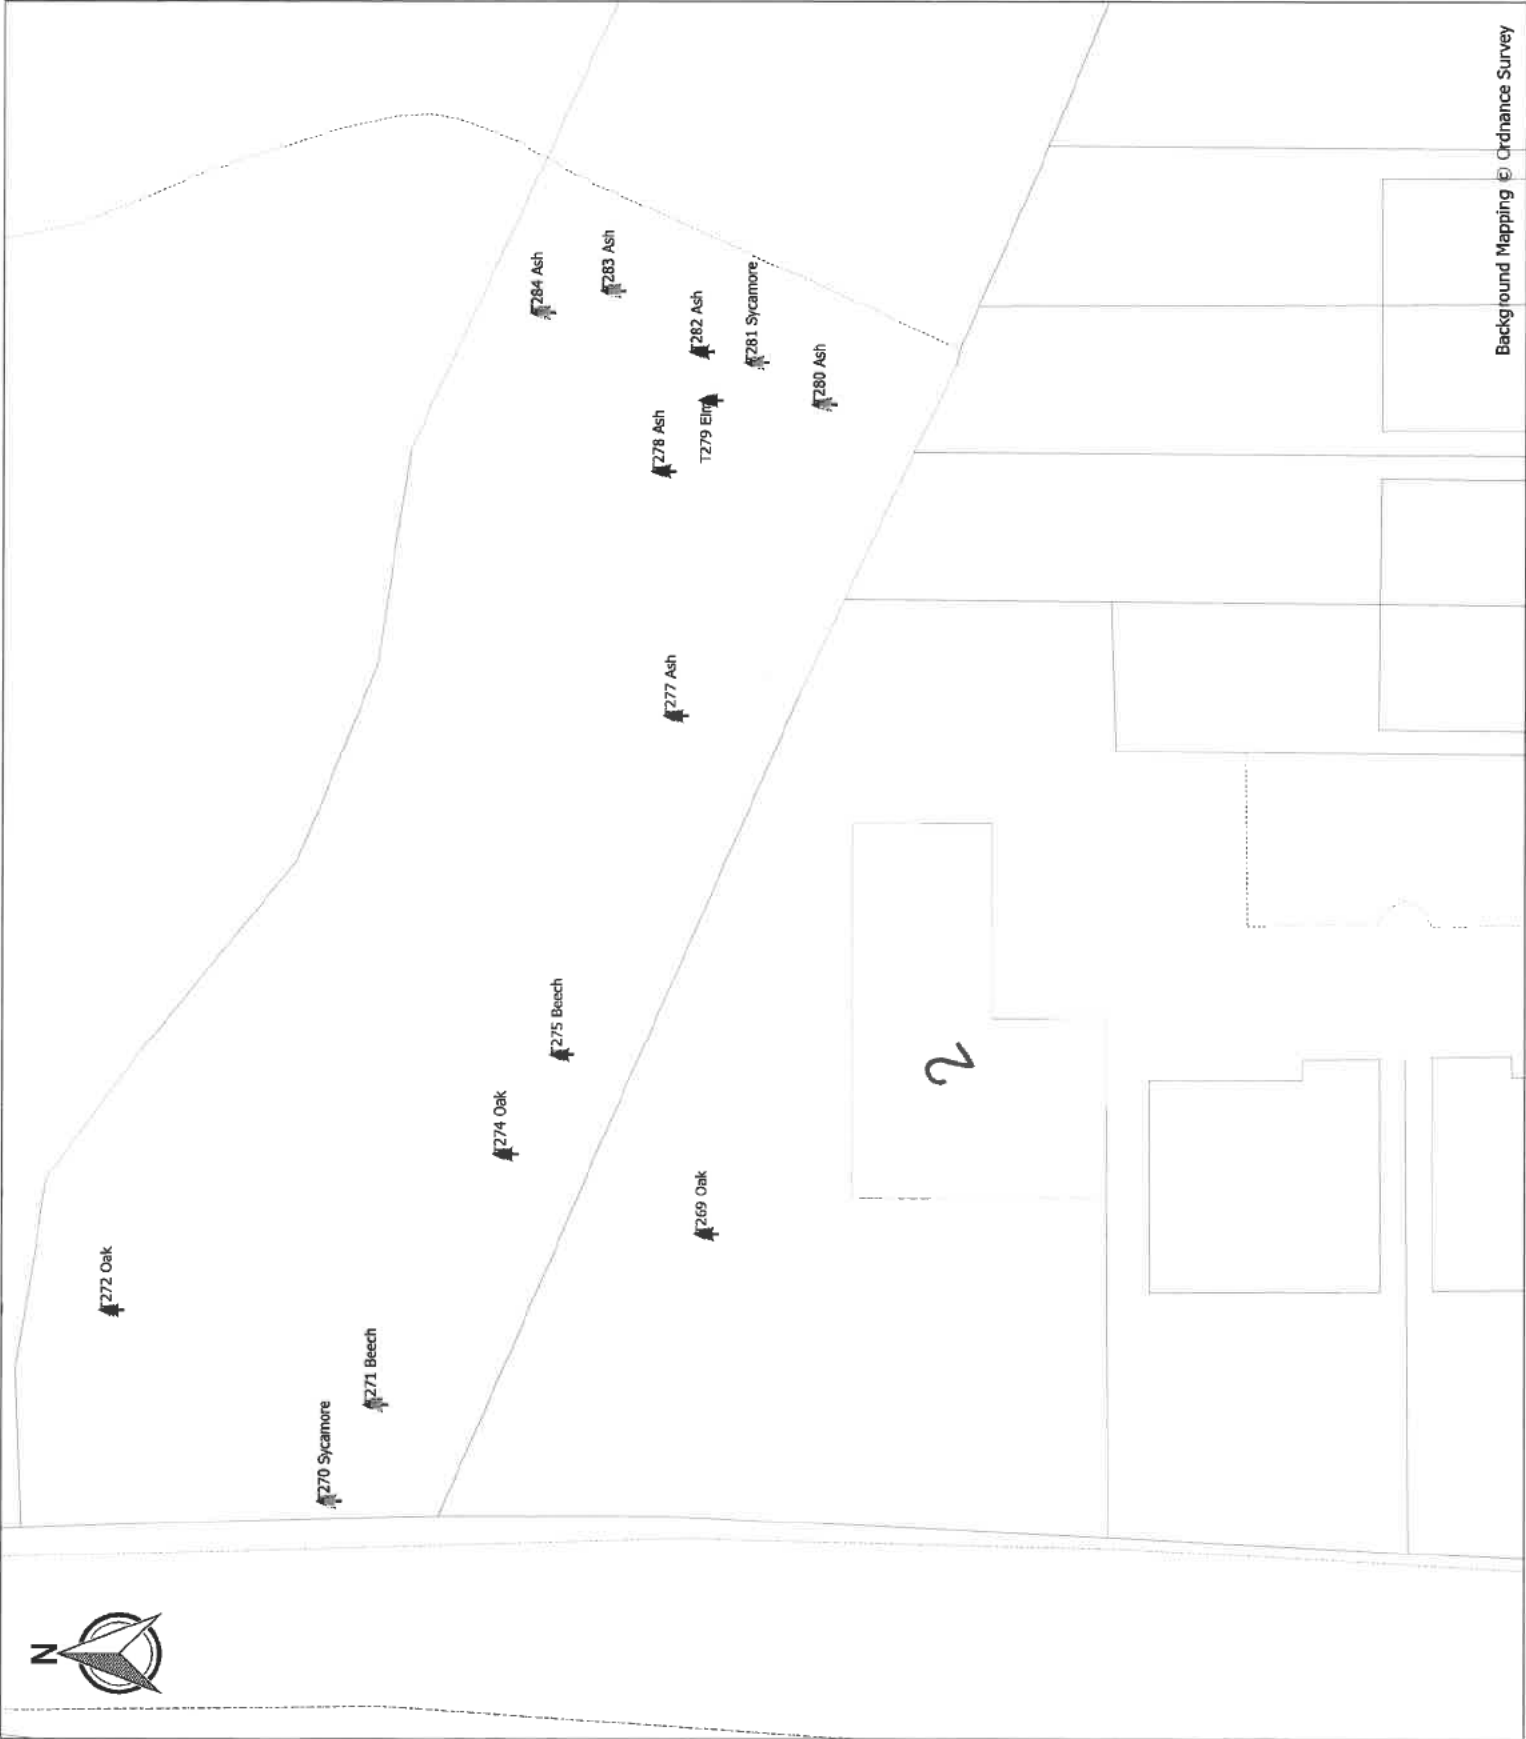 N
T272 Oak
T270 Sycamore
T271 Beech
T274 Oak
T284 Ash
T275 Beech
T283 Ash
T278 Ash
T277 Ash
T269 Oak
T282 Ash
T279 Elm
T281 Sycamore
T280 Ash
2
Background Mapping © Ordnance Survey